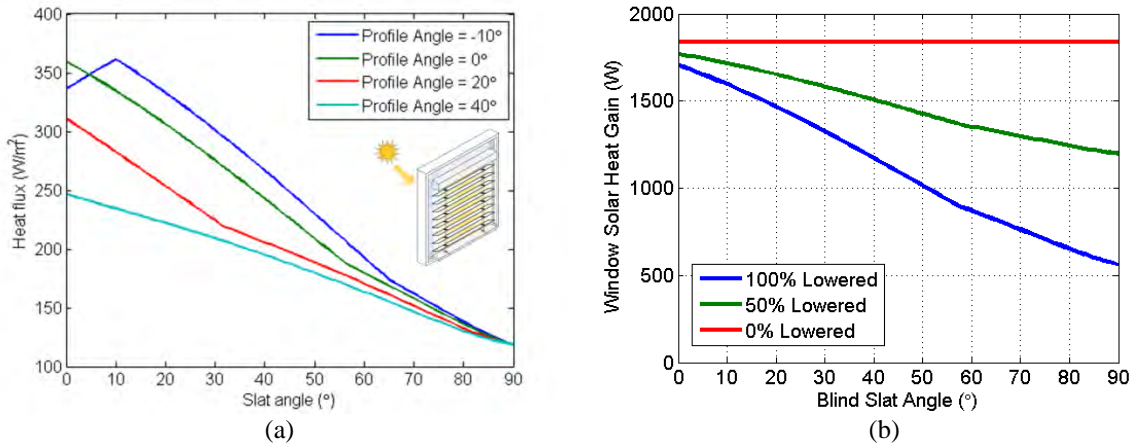 400
350
300
250
200
150
100
0
10
20
30
40
50
60
70
80
90
Heat flux (W/m²)
Slat angle (°)
Profile Angle = -10°
Profile Angle = 0°
Profile Angle = 20°
Profile Angle = 40°
(a)
2000
1500
1000
500
0
0
10
20
30
40
50
60
70
80
90
Window Solar Heat Gain (W)
Blind Slat Angle (°)
100% Lowered
50% Lowered
0% Lowered
(b)